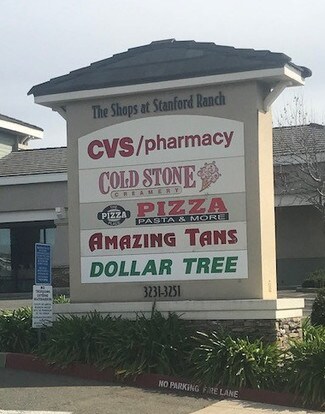 The Shops at Stanford Ranch
CVS/pharmacy
COLD STONE
CREAMERY
PIZZA PIZZA
PASTA & MORE
AMAZING TANS
DOLLAR TREE
3231-3251
NO PARKING FIRE LANE